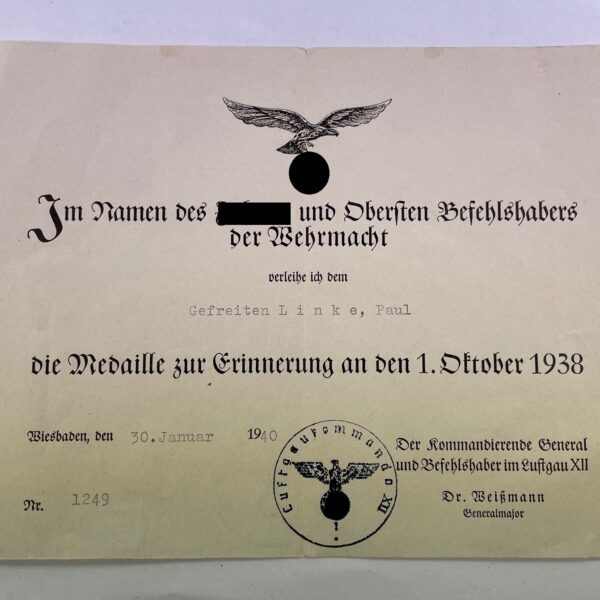 Im Namen des und Obersten Befehlshabers
der Wehrmacht
verleihe ich dem
Gefreiten L i n k e, Paul
die Medaille zur Erinnerung an den 1. Oktober 1938
Wiesbaden, den 30. Januar 1940
Nr. 1249
Luftgaukommando XII
Der Kommandierende General
und Befehlshaber im Luftgau XII
Dr. Weißmann
Generalmajor